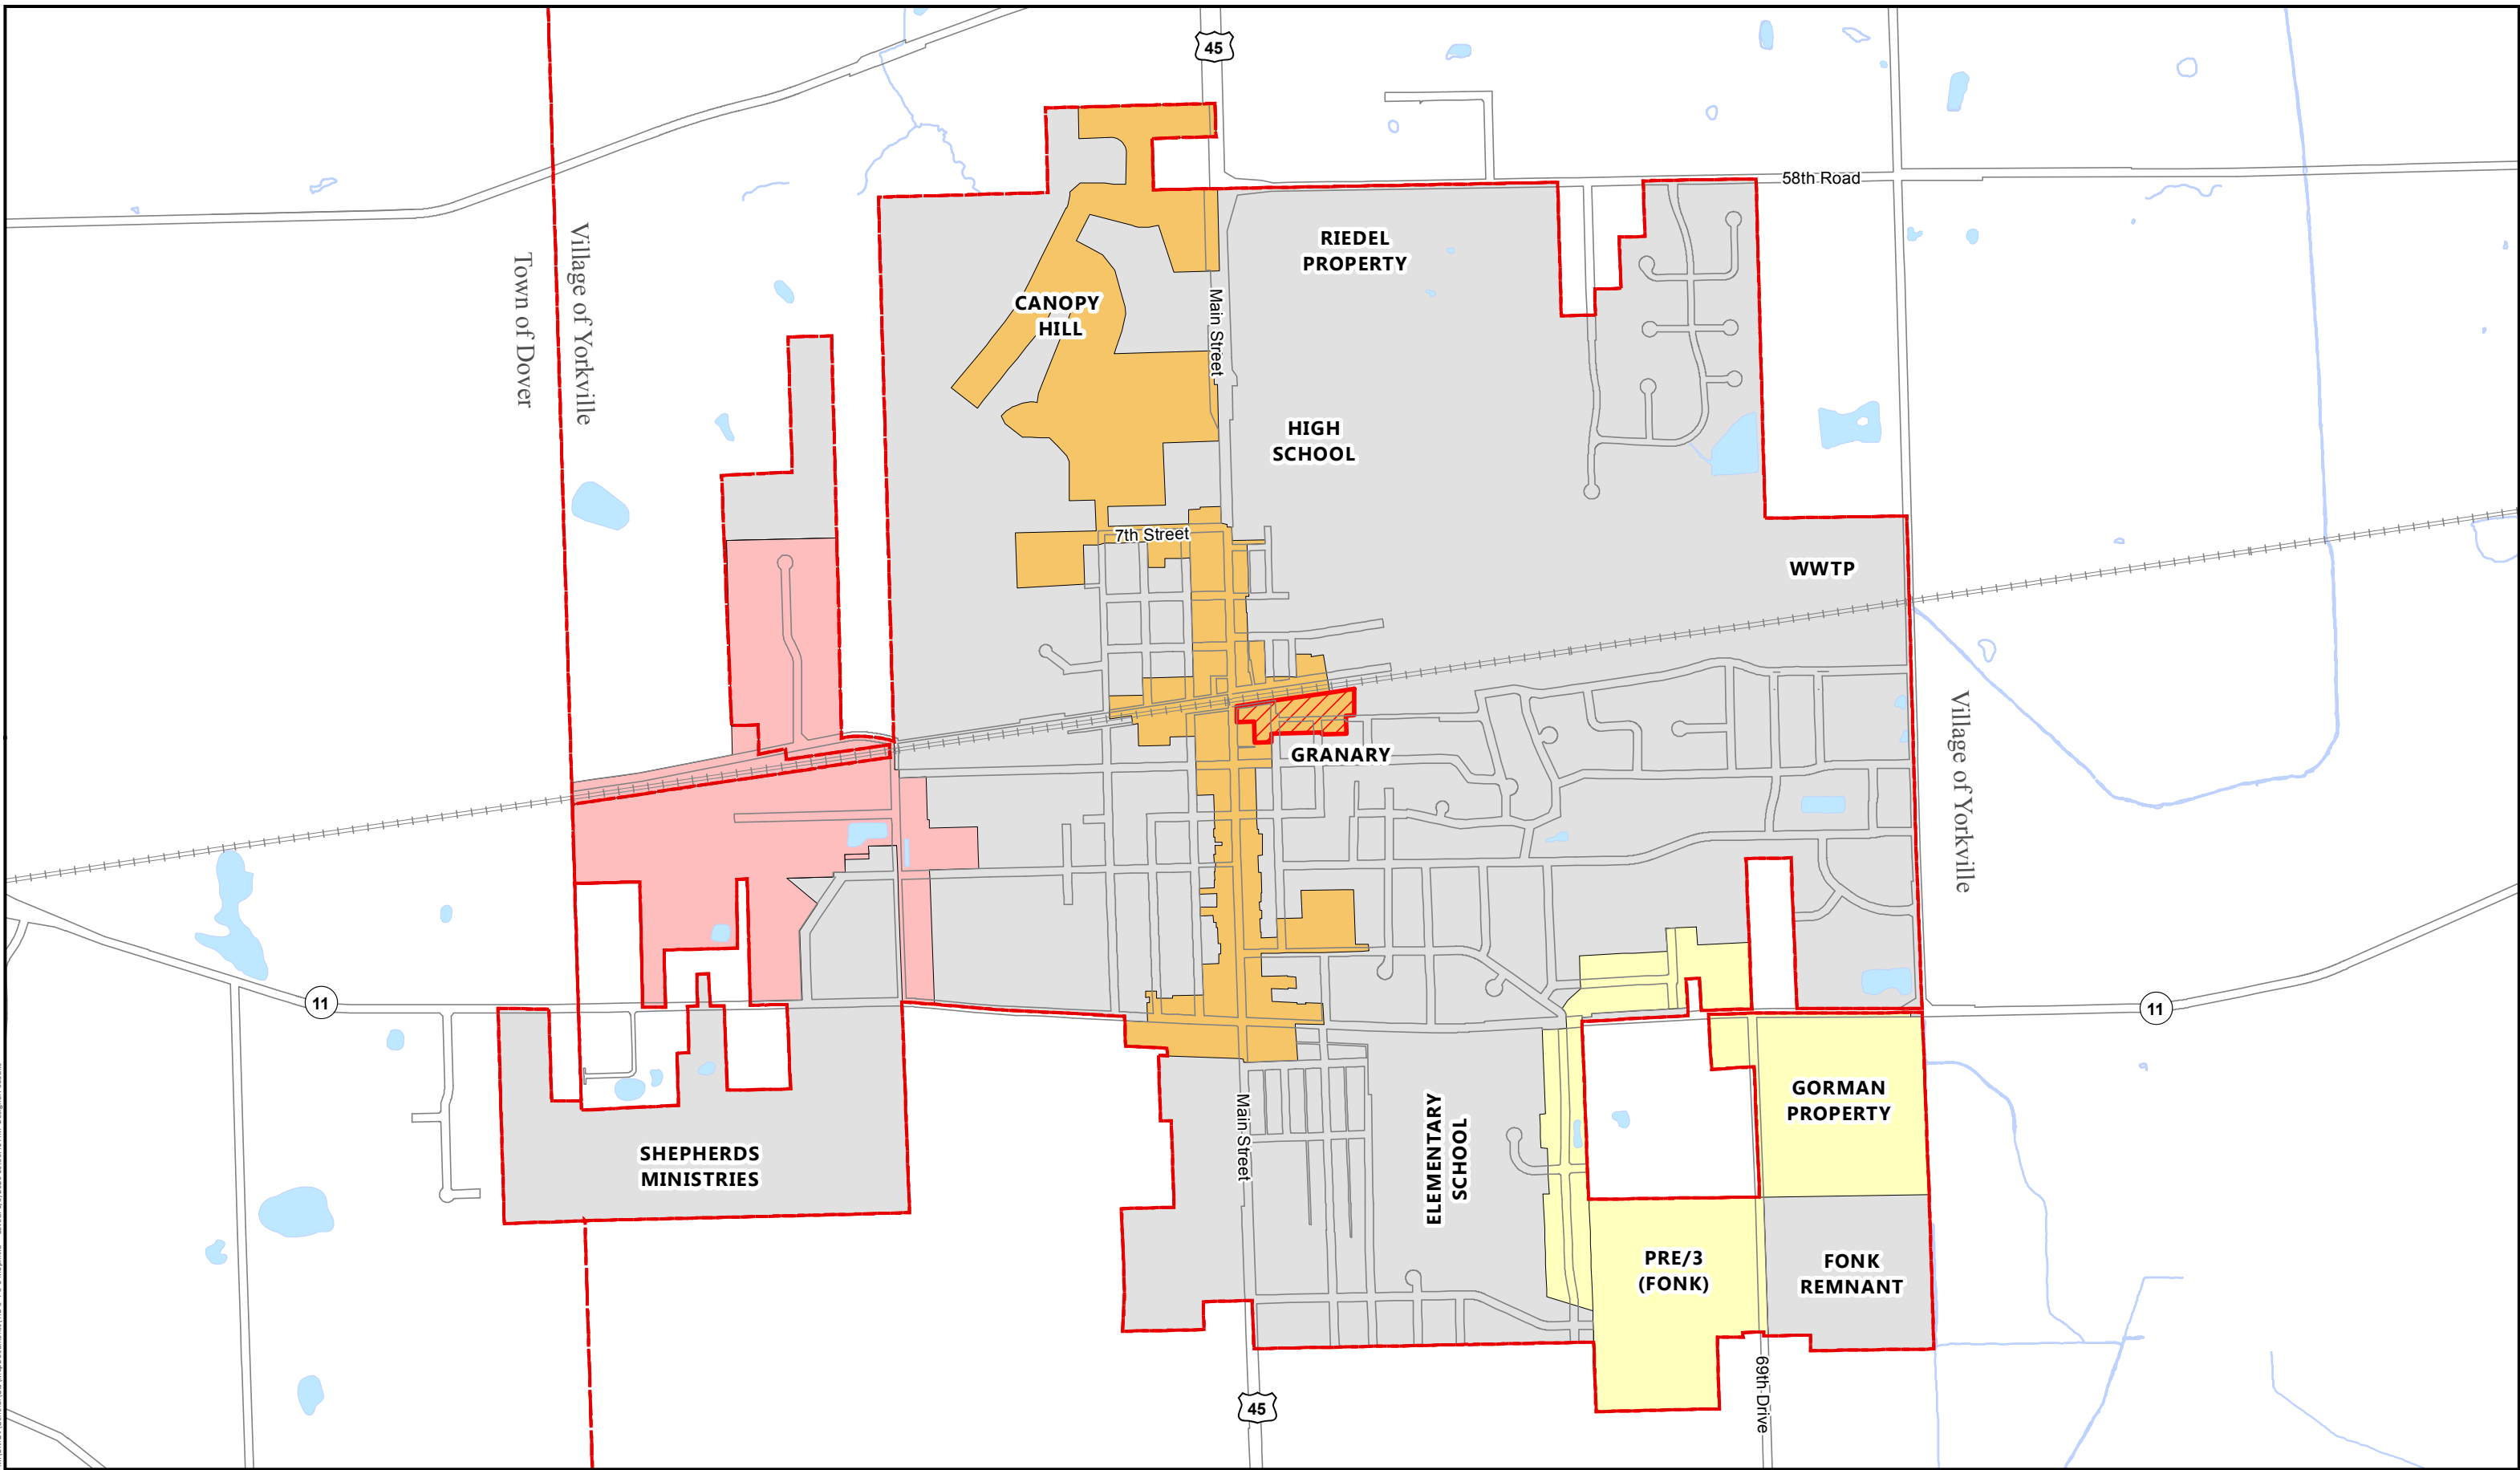 45
58th Road
RIEDEL
PROPERTY
Village of Yorkville
Town of Dover
CANOPY
HILL
Main Street
HIGH
SCHOOL
7th Street
WWTP
GRANARY
Village of Yorkville
11
11
GORMAN
PROPERTY
SHEPHERDS
MINISTRIES
Main Street
ELEMENTARY
SCHOOL
PRE/3
(FONK)
FONK
REMNANT
69th Drive
45